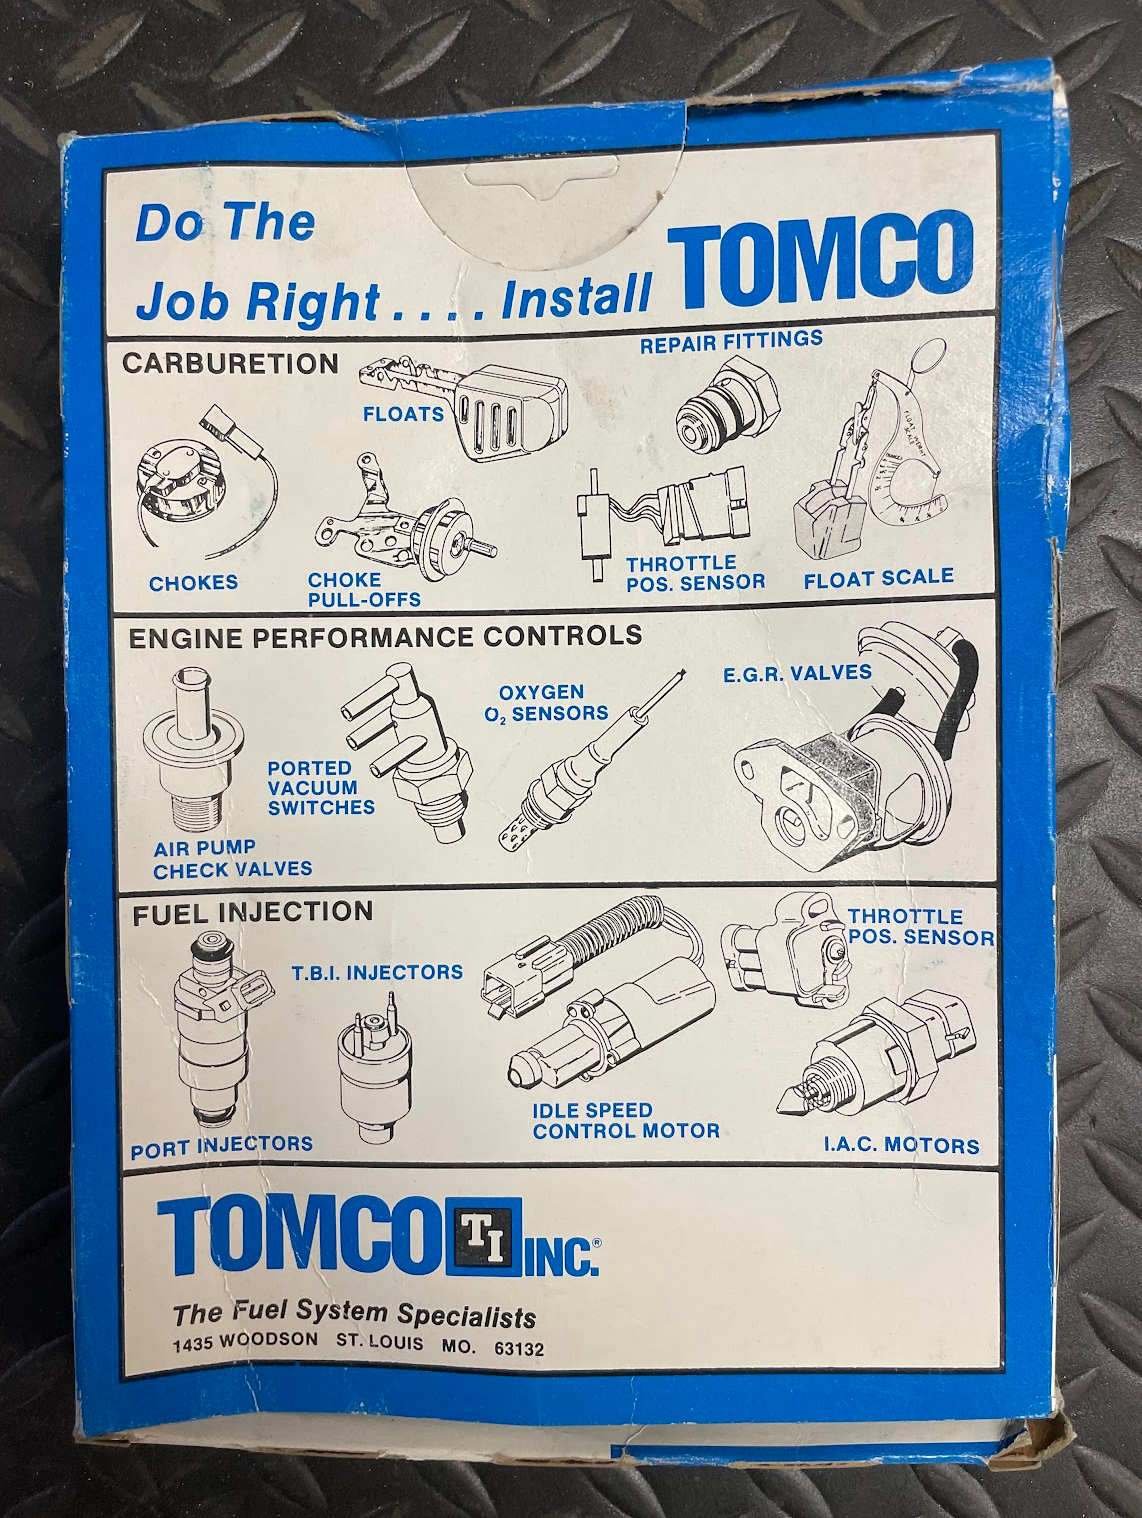 Do The
Job Right .... Install TOMCO
CARBURETION
FLOATS
REPAIR FITTINGS
FLOAT WEIGHT
SCALE
CHOKES
CHOKE
PULL-OFFS
THROTTLE
POS. SENSOR
FLOAT SCALE
ENGINE PERFORMANCE CONTROLS
AIR PUMP
CHECK VALVES
PORTED
VACUUM
SWITCHES
OXYGEN
O₂ SENSORS
E.G.R. VALVES
FUEL INJECTION
PORT INJECTORS
T.B.I. INJECTORS
IDLE SPEED
CONTROL MOTOR
THROTTLE
POS. SENSOR
I.A.C. MOTORS
TOMCO TI INC.®
The Fuel System Specialists
1435 WOODSON ST. LOUIS MO. 63132